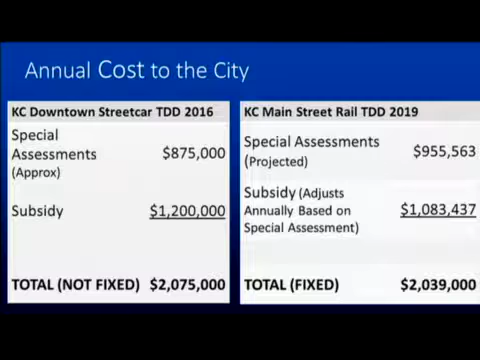 Annual Cost to the City
KC Downtown Streetcar TDD 2016
Special
Assessments $875,000
(Approx)
Subsidy $1,200,000
TOTAL (NOT FIXED) $2,075,000
KC Main Street Rail TDD 2019
Special Assessments
(Projected) $955,563
Subsidy (Adjusts
Annually Based on $1,083,437
Special Assessment)
TOTAL (FIXED) $2,039,000